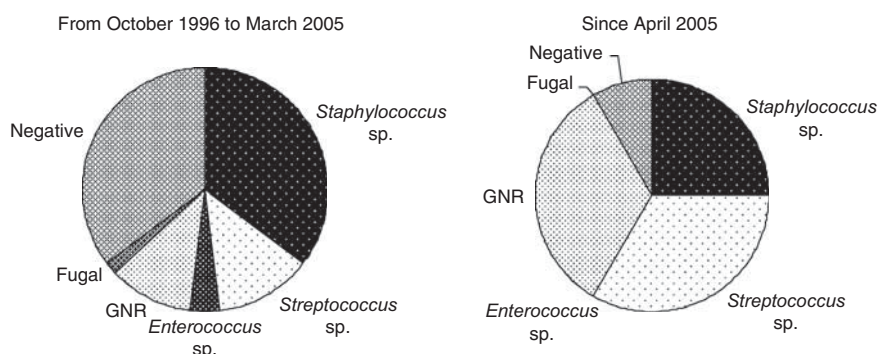 From October 1996 to March 2005
Negative
Staphylococcus
sp.
Fugal
GNR
Enterococcus
sp.
Streptococcus
sp.
Since April 2005
Negative
Fugal
Staphylococcus
sp.
GNR
Enterococcus
sp.
Streptococcus
sp.